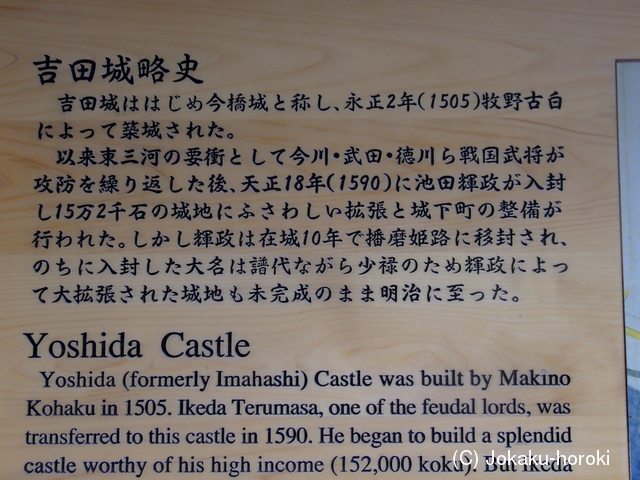 吉田城略史
吉田城ははじめ今橋城と称し、永正2年(1505)牧野古白
によって築城された。
以来東三河の要衝として今川・武田・徳川ら戦国武将が
攻防を繰り返した後、天正18年(1590)に池田輝政が入封
し15万2千石の城地にふさわしい拡張と城下町の整備が
行われた。しかし輝政は在城10年で播磨姫路に移封され、
のちに入封した大名は譜代ながら少禄のため輝政によっ
て大拡張された城地も未完成のまま明治に至った。
Yoshida Castle
Yoshida (formerly Imahashi) Castle was built by Makino
Kohaku in 1505. Ikeda Terumasa, one of the feudal lords, was
transferred to this castle in 1590. He began to build a splendid
castle worthy of his high income (152,000 koku). But Ikeda
(C) Jokaku-horoki